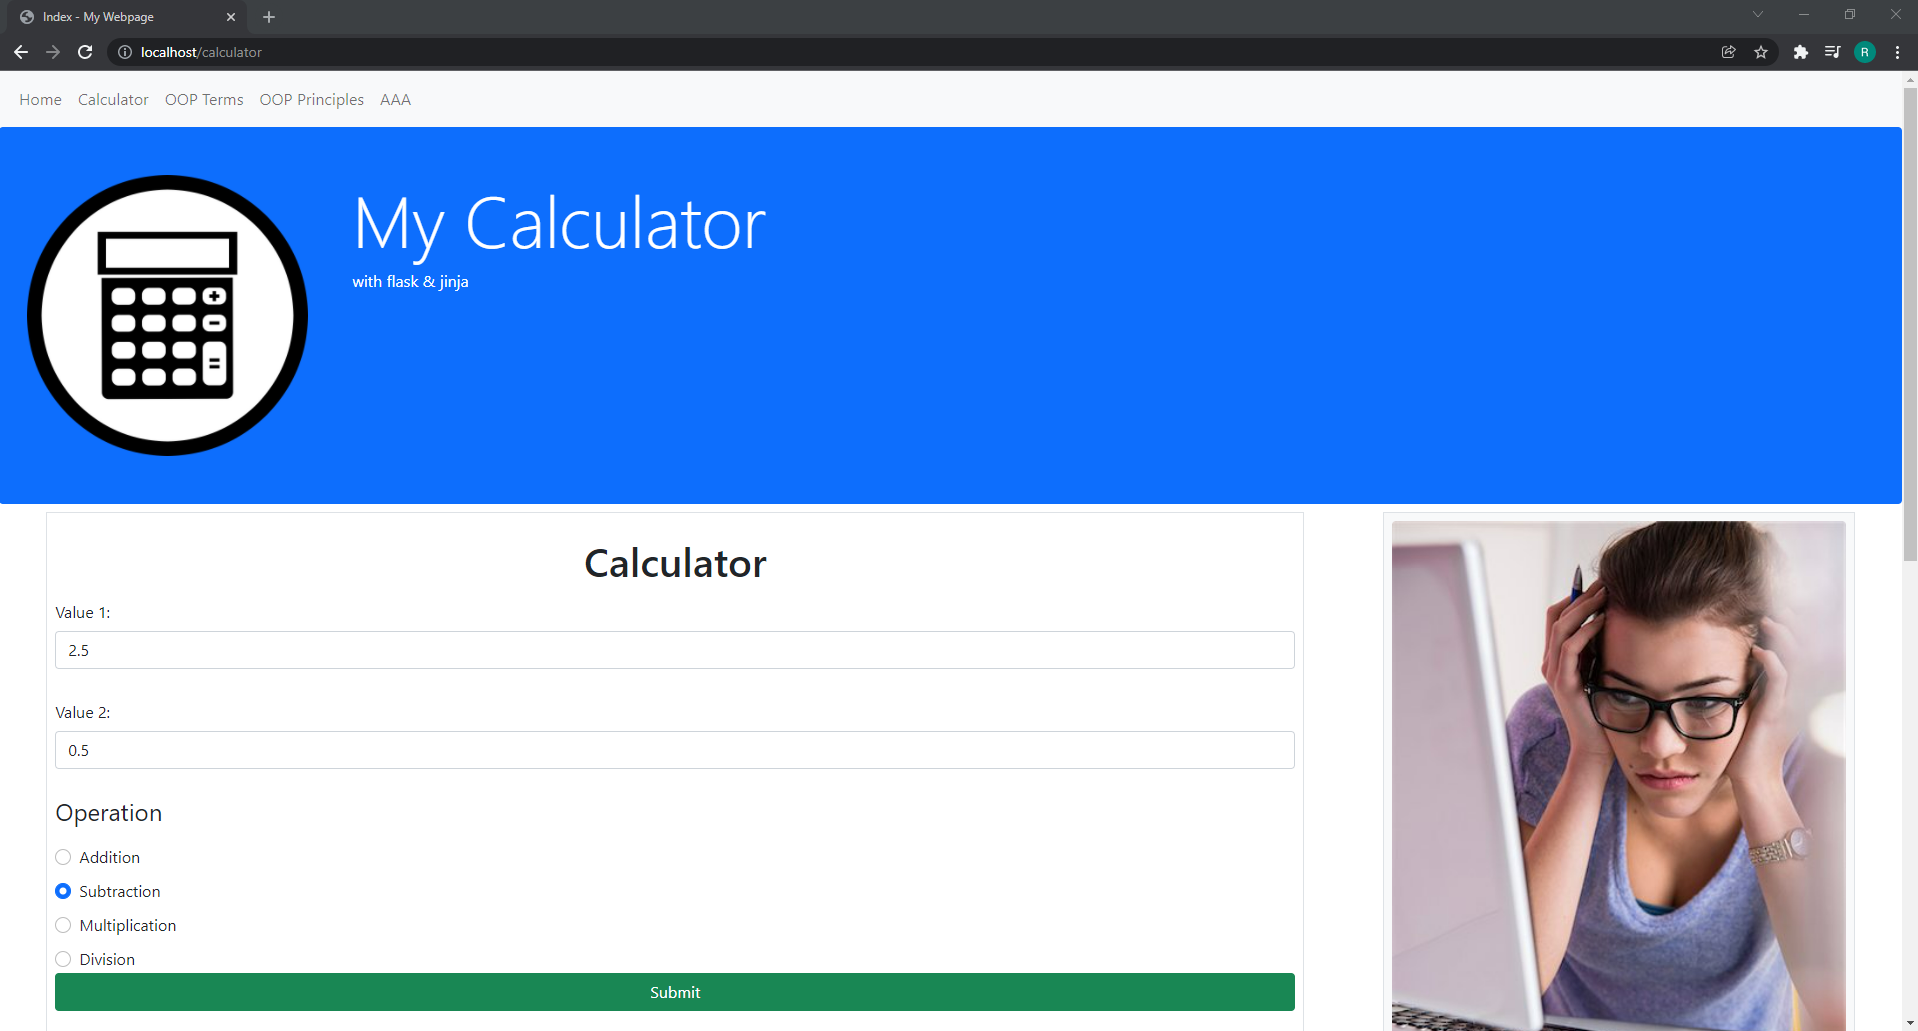 Index - My Webpage
localhost/calculator
R
Home Calculator OOP Terms OOP Principles AAA
My Calculator
with flask & jinja
Calculator
Value 1:
2.5
Value 2:
0.5
Operation
Addition
Subtraction
Multiplication
Division
Submit